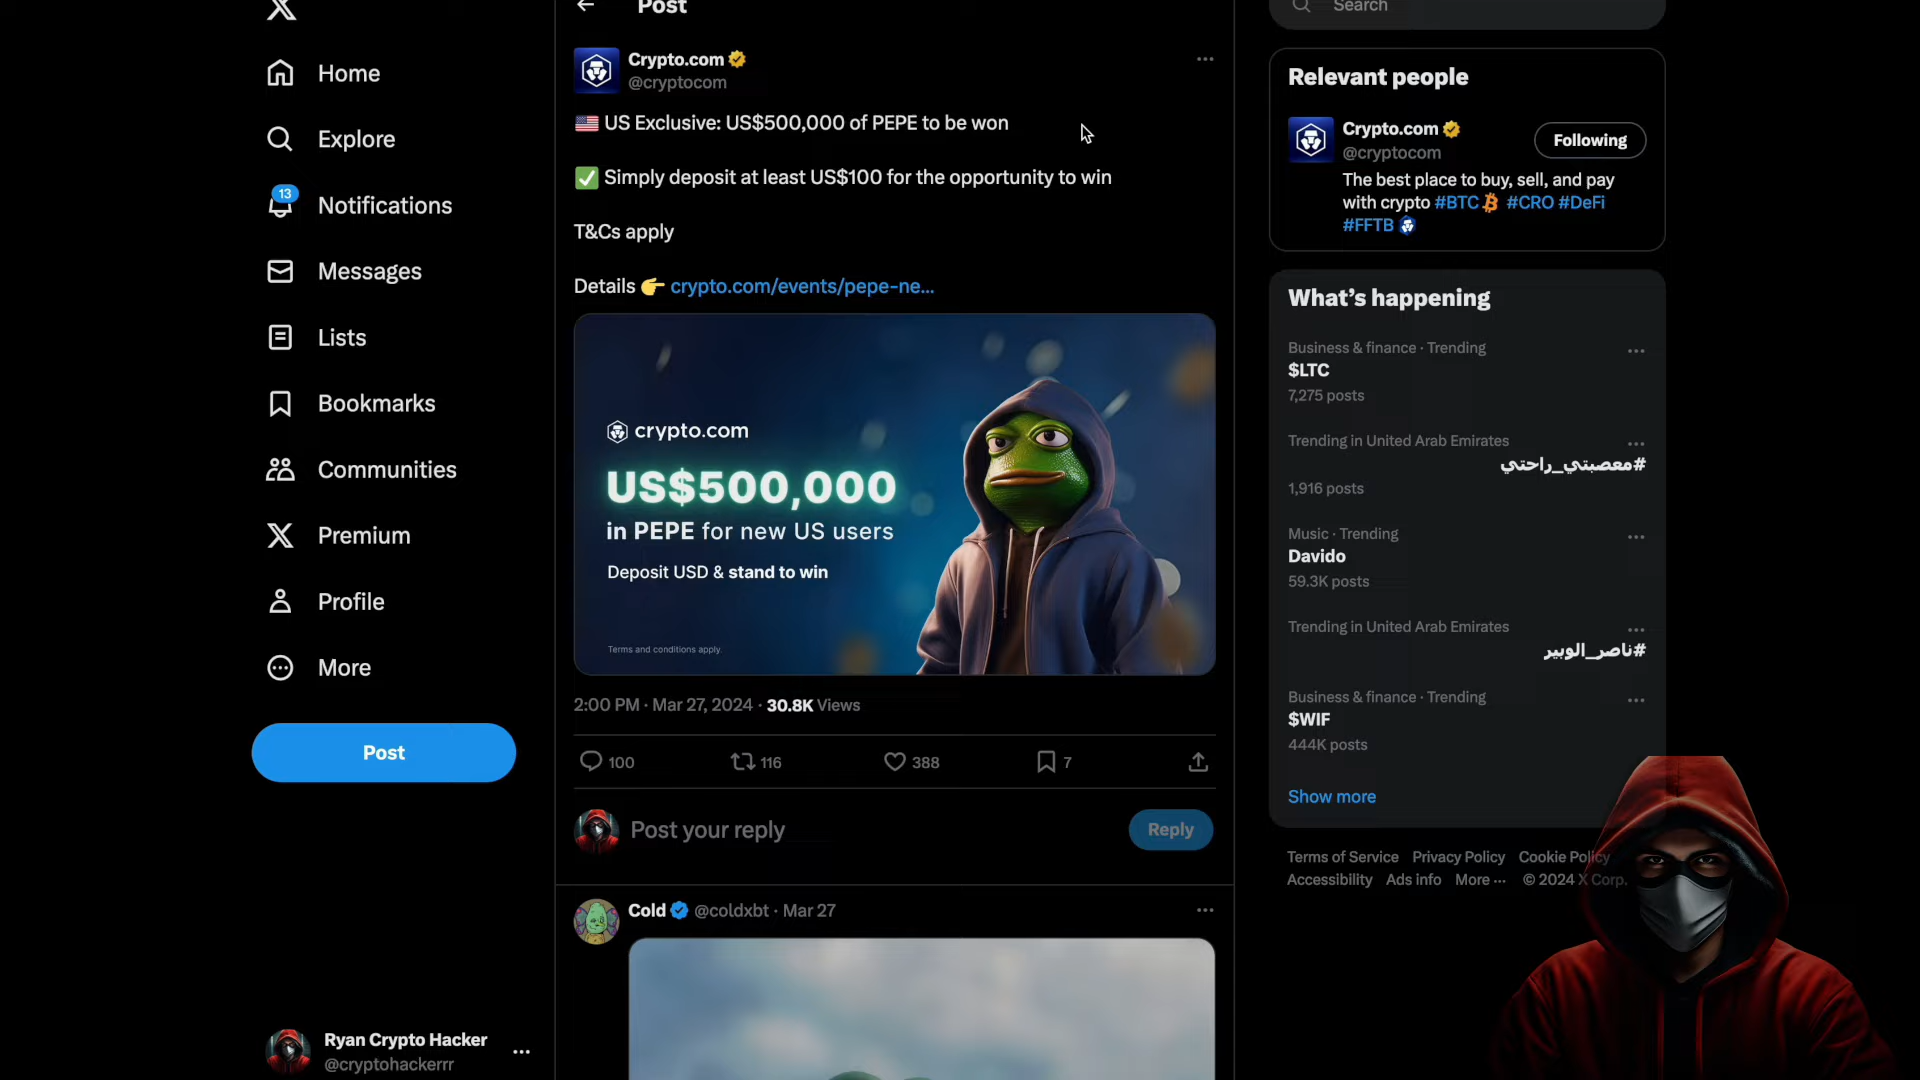 Home
Explore
13
Notifications
Messages
Lists
Bookmarks
Communities
Premium
Profile
More
Post
Ryan Crypto Hacker
@cryptohackerrr
Post
Crypto.com
@cryptocom
US Exclusive: US$500,000 of PEPE to be won
Simply deposit at least US$100 for the opportunity to win
T&Cs apply
Details 👉 crypto.com/events/pepe-ne...
crypto.com
US$500,000
in PEPE for new US users
Deposit USD & stand to win
Terms and conditions apply.
2:00 PM · Mar 27, 2024 · 30.8K Views
100 116 388 7
Post your reply
Reply
Cold @coldxbt · Mar 27
Search
Relevant people
Crypto.com
@cryptocom
Following
The best place to buy, sell, and pay
with crypto #BTC #CRO #DeFi
#FFTB
What's happening
Business & finance · Trending
$LTC
7,275 posts
Trending in United Arab Emirates
#معصبتي_راحتي
1,916 posts
Music · Trending
Davido
59.3K posts
Trending in United Arab Emirates
#ناصر_الوبير
Business & finance · Trending
$WIF
444K posts
Show more
Terms of Service Privacy Policy Cookie Policy
Accessibility Ads info More ··· © 2024 X Corp.